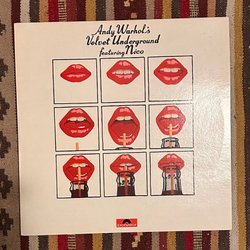 Andy Warhol's
Velvet Underground
featuring Nico